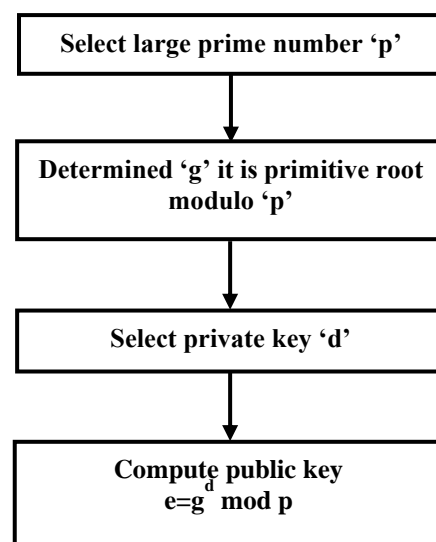 Select large prime number ‘p’
Determined ‘g’ it is primitive root
modulo ‘p’
Select private key ‘d’
Compute public key
e=g^d mod p